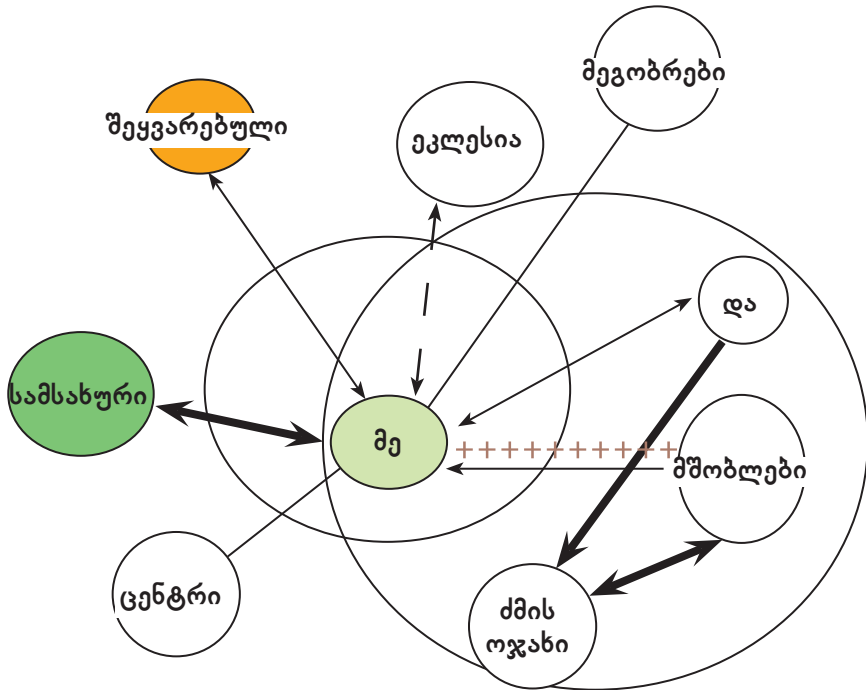 მეგობრები
შეყვარებული
ეკლესია
და
სამსახური
მე
მშობლები
ცენტრი
ძმის
ოჯახი